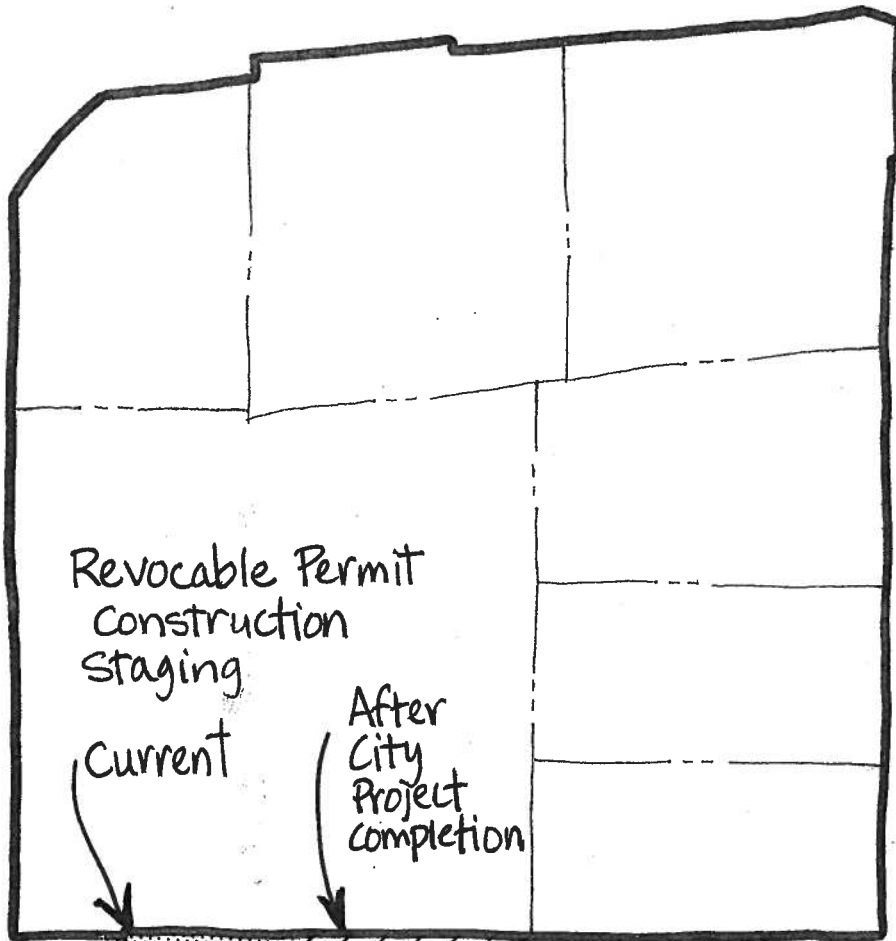 Revocable Permit
Construction
Staging
Current
After
City
Project
Completion